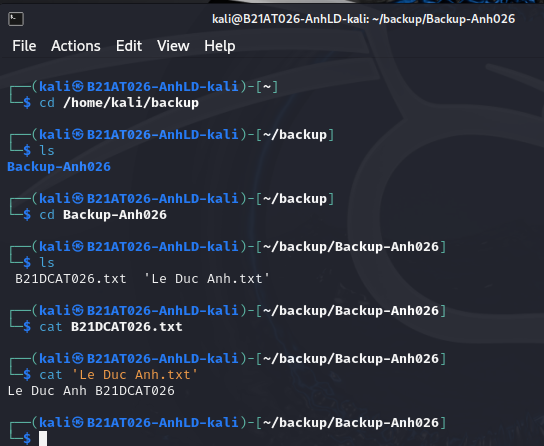 kali@B21AT026-AnhLD-kali: ~/backup/Backup-Anh026
File Actions Edit View Help
┌──(kali㉿B21AT026-AnhLD-kali)-[~]
└─$ cd /home/kali/backup
┌──(kali㉿B21AT026-AnhLD-kali)-[~/backup]
└─$ ls
Backup-Anh026
┌──(kali㉿B21AT026-AnhLD-kali)-[~/backup]
└─$ cd Backup-Anh026
┌──(kali㉿B21AT026-AnhLD-kali)-[~/backup/Backup-Anh026]
└─$ ls
B21DCAT026.txt 'Le Duc Anh.txt'
┌──(kali㉿B21AT026-AnhLD-kali)-[~/backup/Backup-Anh026]
└─$ cat B21DCAT026.txt
┌──(kali㉿B21AT026-AnhLD-kali)-[~/backup/Backup-Anh026]
└─$ cat 'Le Duc Anh.txt'
Le Duc Anh B21DCAT026
┌──(kali㉿B21AT026-AnhLD-kali)-[~/backup/Backup-Anh026]
└─$